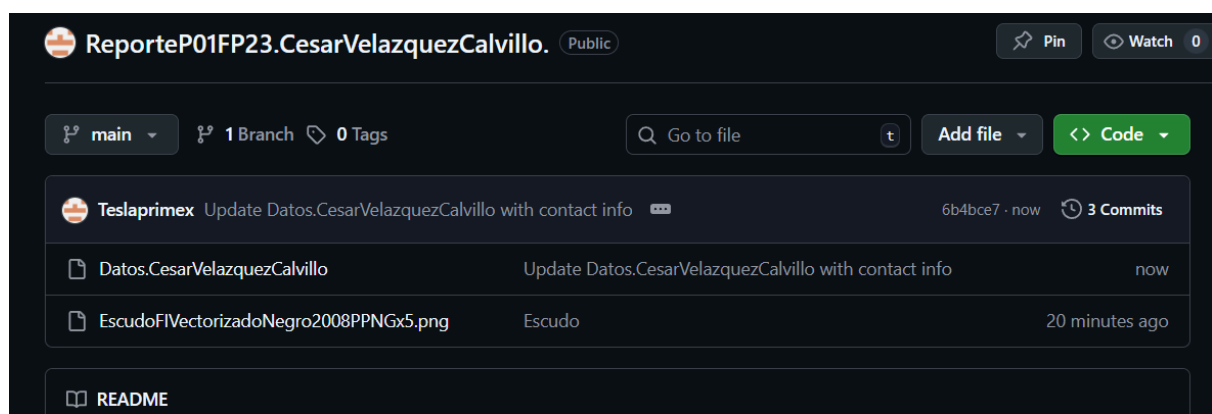 ReporteP01FP23.CesarVelazquezCalvillo. Public Pin Watch 0
main 1 Branch 0 Tags Go to file t Add file <> Code
Teslaprimex Update Datos.CesarVelazquezCalvillo with contact info 6b4bce7 · now 3 Commits
Datos.CesarVelazquezCalvillo Update Datos.CesarVelazquezCalvillo with contact info now
EscudoFIVectorizadoNegro2008PPNGx5.png Escudo 20 minutes ago
README